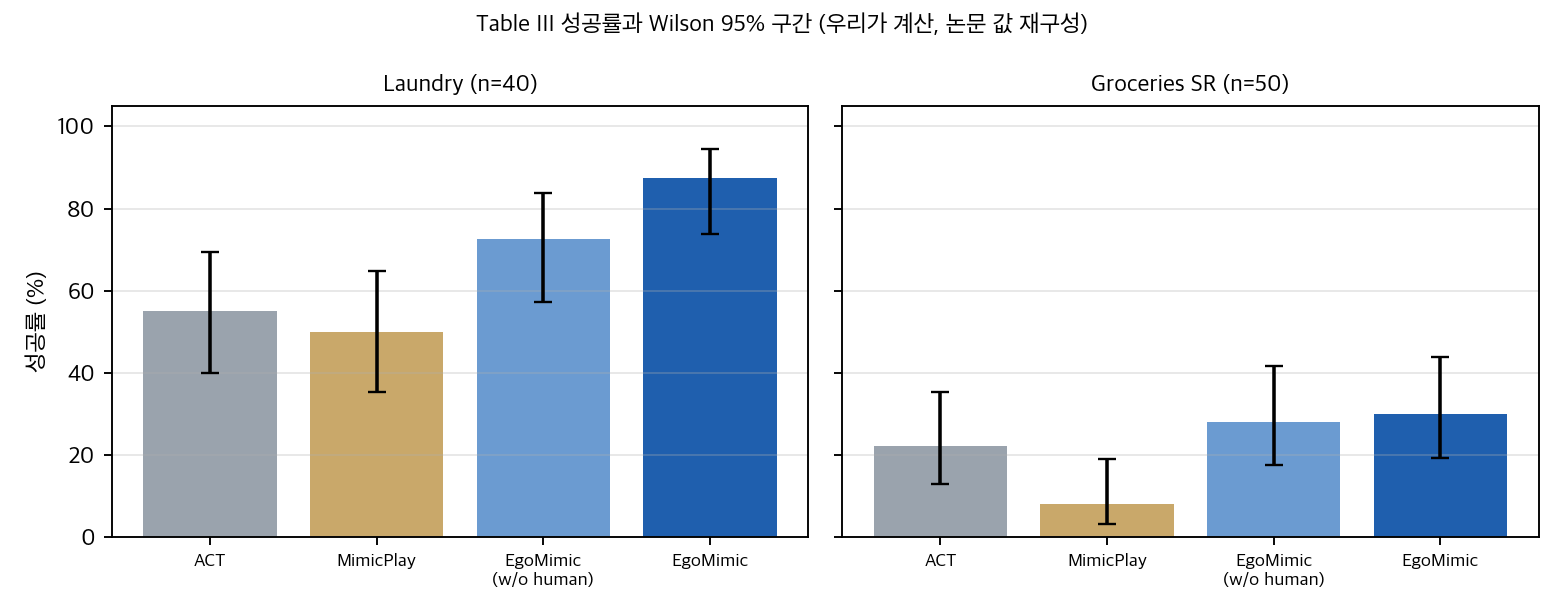 Table III 성공률과 Wilson 95% 구간 (우리가 계산, 논문 값 재구성)
Laundry (n=40)
성공률 (%)
100
80
60
40
20
0
ACT
MimicPlay
EgoMimic
(w/o human)
EgoMimic
Groceries SR (n=50)
ACT
MimicPlay
EgoMimic
(w/o human)
EgoMimic